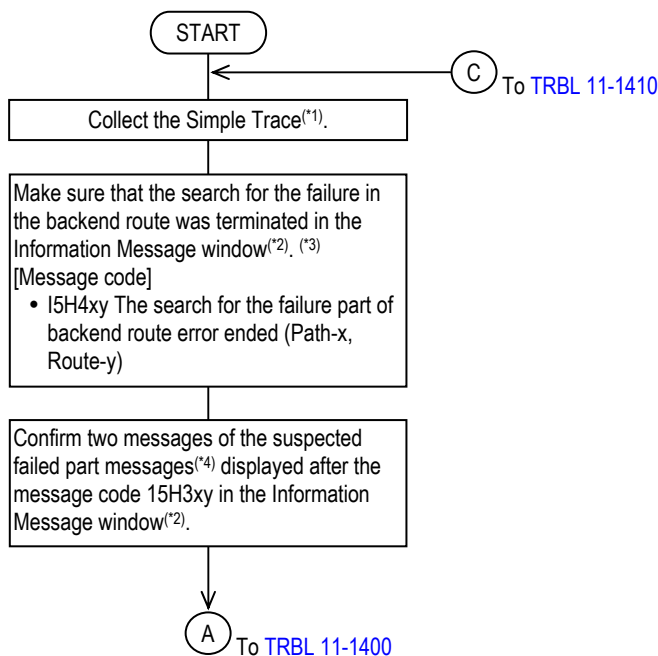 START
C
To TRBL 11-1410
Collect the Simple Trace(*1).
Make sure that the search for the failure in
the backend route was terminated in the
Information Message window(*2). (*3)
[Message code]
• I5H4xy The search for the failure part of
backend route error ended (Path-x,
Route-y)
Confirm two messages of the suspected
failed part messages(*4) displayed after the
message code 15H3xy in the Information
Message window(*2).
A
To TRBL 11-1400